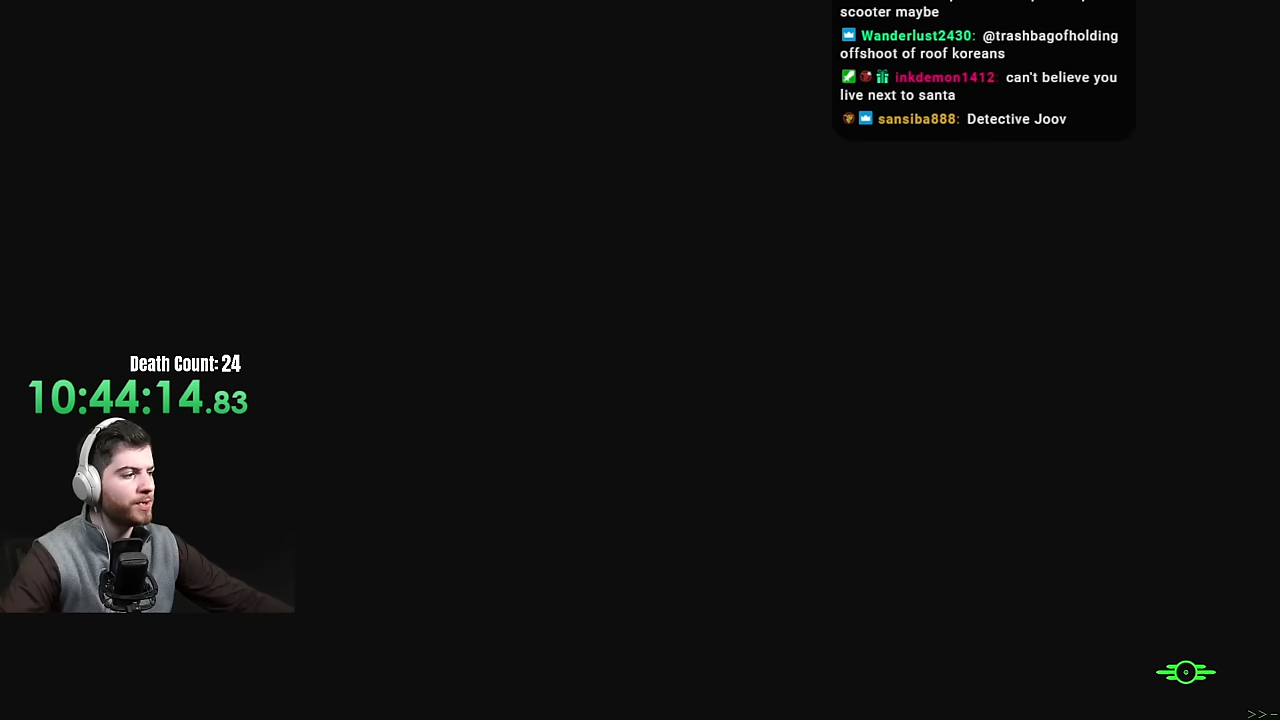 scooter maybe
Wanderlust2430: @trashbagofholding
offshoot of roof koreans
inkdemon1412: can't believe you
live next to santa
sansiba888: Detective Joov
Death Count: 24
10:44:14.83
>>-